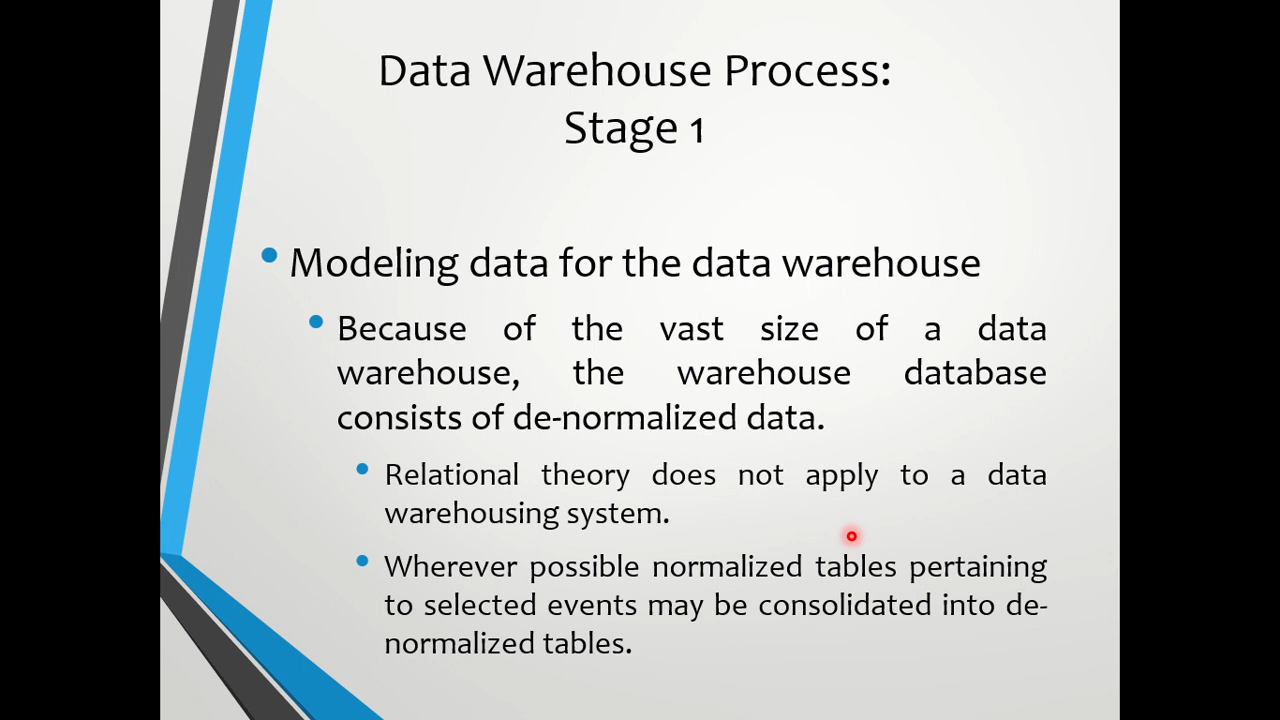 Data Warehouse Process:
Stage 1
• Modeling data for the data warehouse
• Because of the vast size of a data
warehouse, the warehouse database
consists of de-normalized data.
• Relational theory does not apply to a data
warehousing system.
• Wherever possible normalized tables pertaining
to selected events may be consolidated into de-
normalized tables.